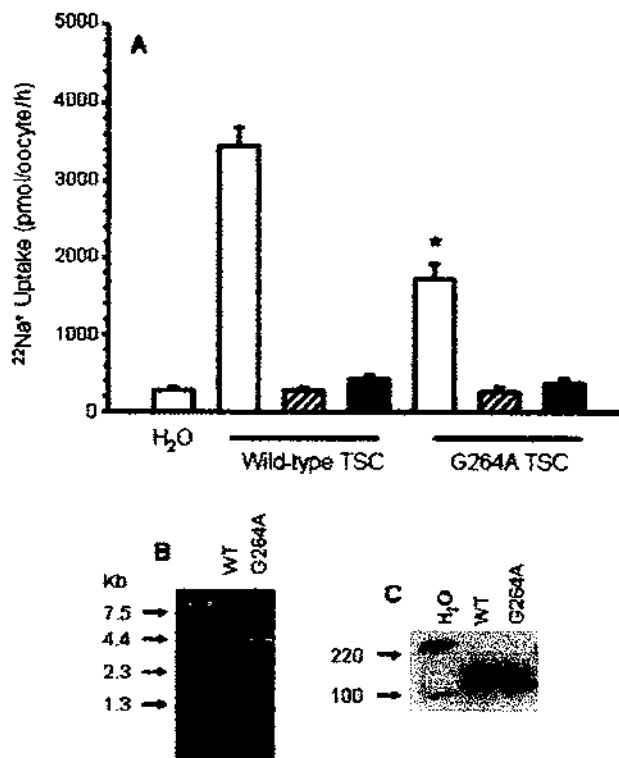 A
5000
4000
3000
2000
1000
0
²²Na⁺ Uptake (pmol/oocyte/h)
*
H₂O
Wild-type TSC
G264A TSC
B
WT
G264A
Kb
7.5
4.4
2.3
1.3
C
H₂O
WT
G264A
220
100